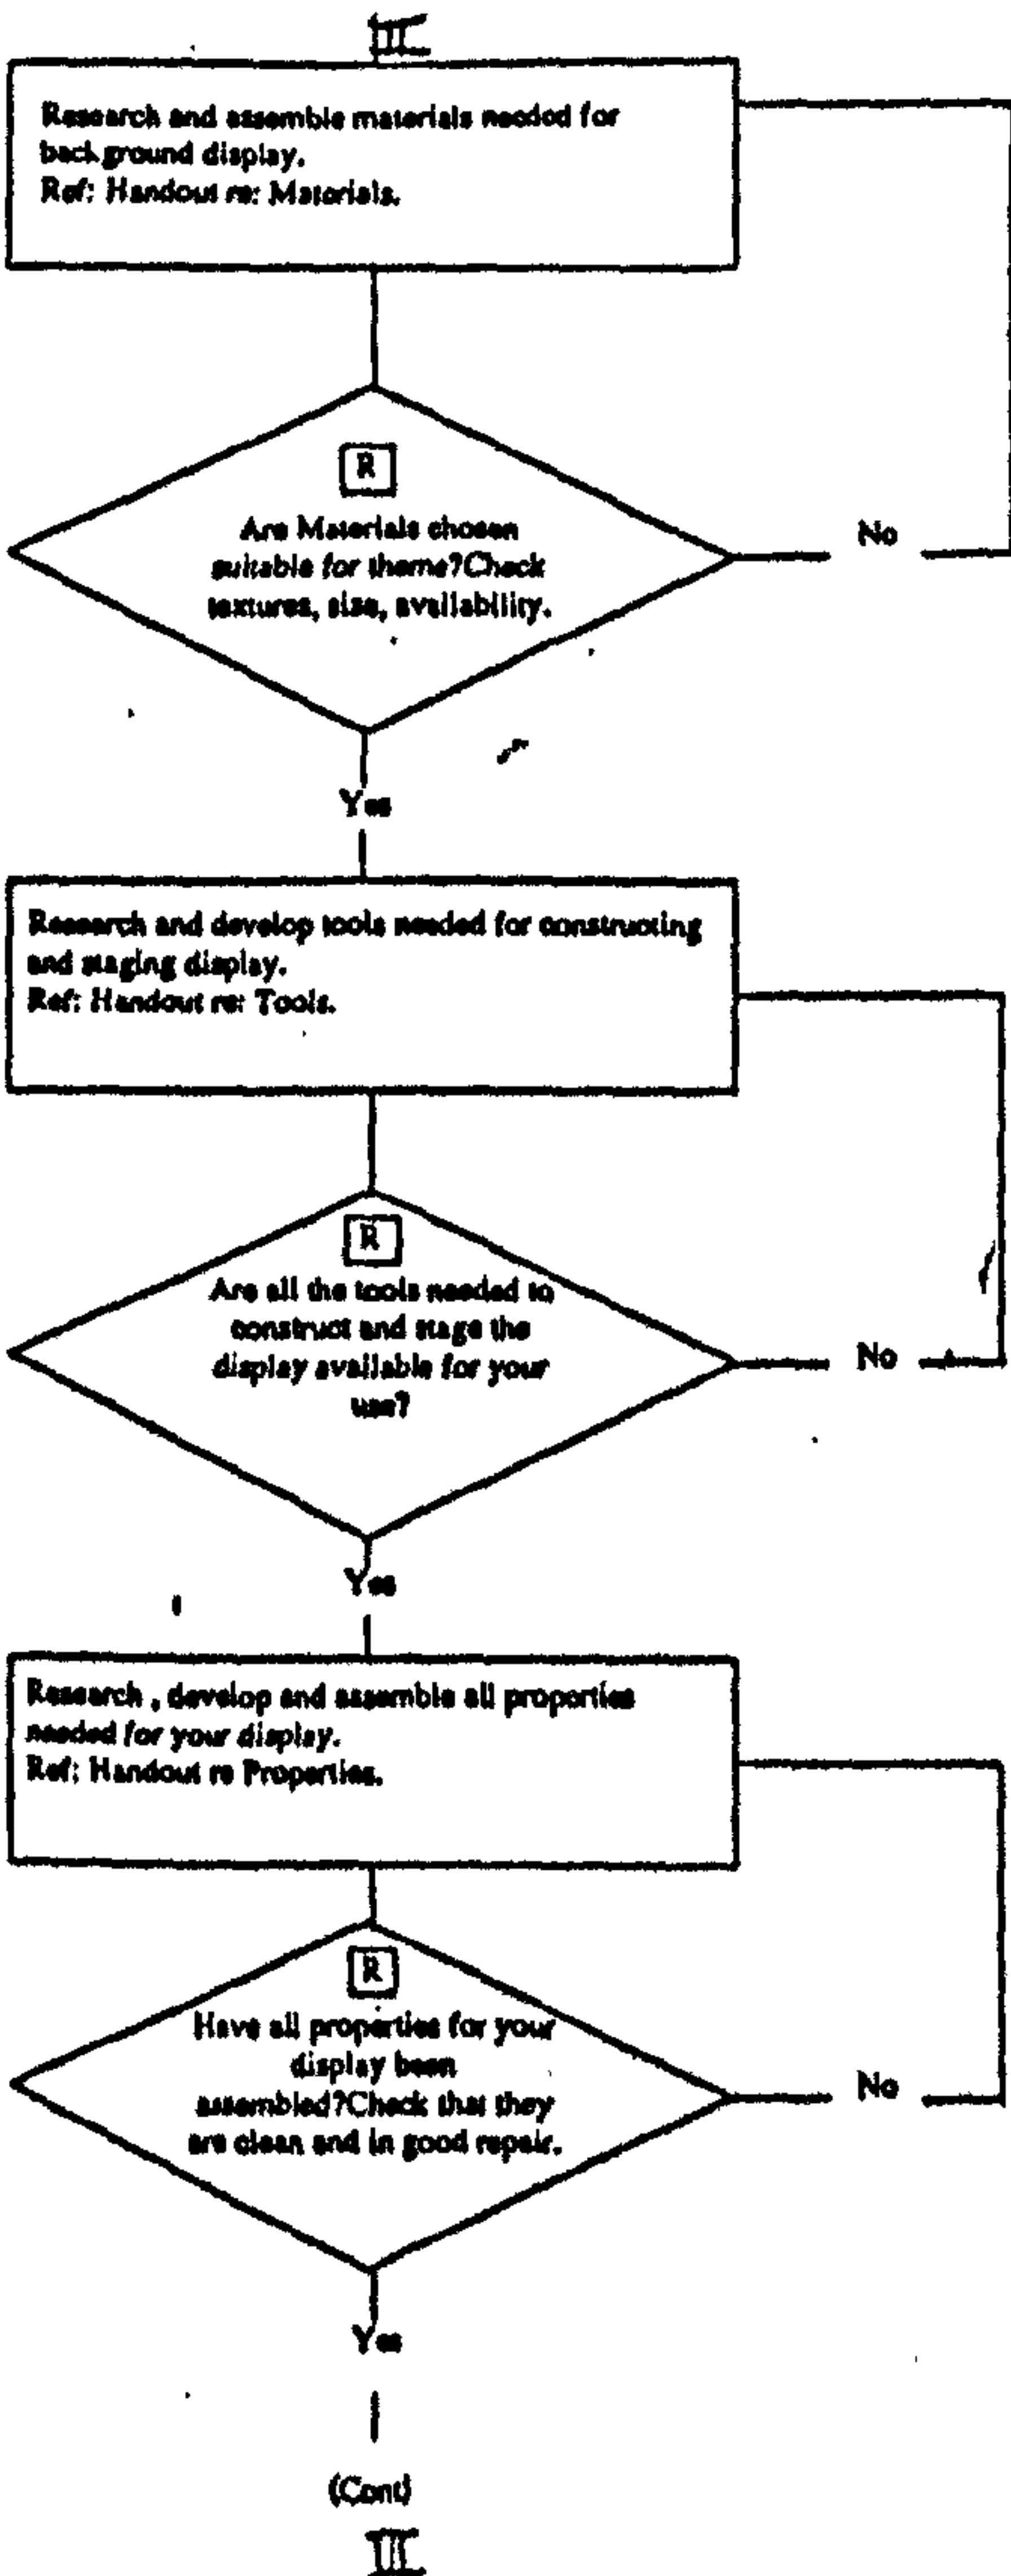 III
Research and assemble materials needed for
background display.
Ref: Handout re: Materials.
R
Are Materials chosen
suitable for theme?Check
textures, size, availability.
No
Yes
Research and develop tools needed for constructing
and staging display.
Ref: Handout re: Tools.
R
Are all the tools needed to
construct and stage the
display available for your
use?
No
Yes
Research , develop and assemble all properties
needed for your display.
Ref: Handout re Properties.
R
Have all properties for your
display been
assembled?Check that they
are clean and in good repair.
No
Yes
(Cont)
III